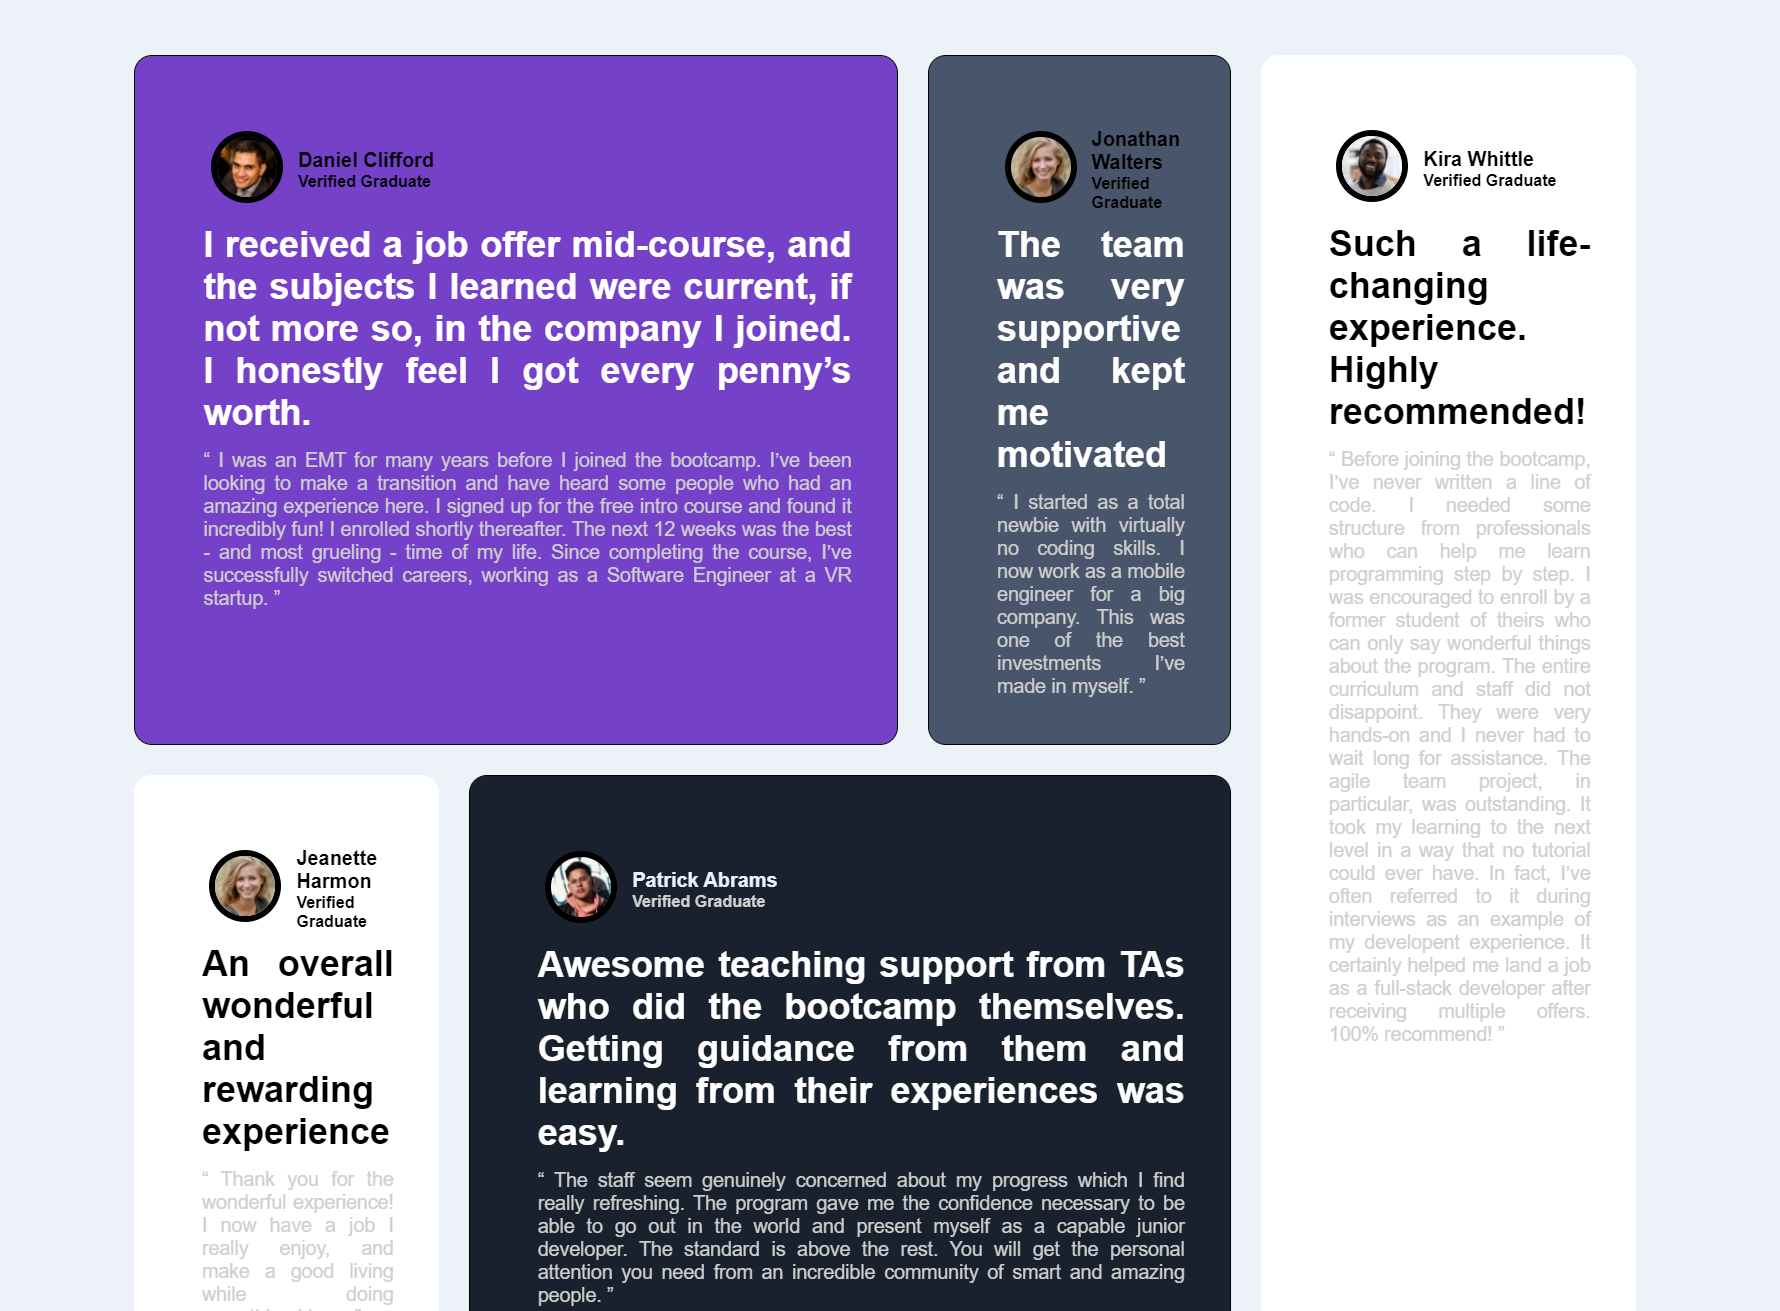 Daniel Clifford
Verified Graduate
I received a job offer mid-course, and
the subjects I learned were current, if
not more so, in the company I joined.
I honestly feel I got every penny’s
worth.
“ I was an EMT for many years before I joined the bootcamp. I’ve been
looking to make a transition and have heard some people who had an
amazing experience here. I signed up for the free intro course and found it
incredibly fun! I enrolled shortly thereafter. The next 12 weeks was the best
- and most grueling - time of my life. Since completing the course, I’ve
successfully switched careers, working as a Software Engineer at a VR
startup. ”
Jonathan
Walters
Verified
Graduate
The team
was very
supportive
and kept
me
motivated
“ I started as a total
newbie with virtually
no coding skills. I
now work as a mobile
engineer for a big
company. This was
one of the best
investments I’ve
made in myself. ”
Kira Whittle
Verified Graduate
Such a life-
changing
experience.
Highly
recommended!
“ Before joining the bootcamp,
I’ve never written a line of
code. I needed some
structure from professionals
who can help me learn
programming step by step. I
was encouraged to enroll by a
former student of theirs who
can only say wonderful things
about the program. The entire
curriculum and staff did not
disappoint. They were very
hands-on and I never had to
wait long for assistance. The
agile team project, in
particular, was outstanding. It
took my learning to the next
level in a way that no tutorial
could ever have. In fact, I’ve
often referred to it during
interviews as an example of
my developent experience. It
certainly helped me land a job
as a full-stack developer after
receiving multiple offers.
100% recommend! ”
Jeanette
Harmon
Verified
Graduate
An overall
wonderful
and
rewarding
experience
“ Thank you for the
wonderful experience!
I now have a job I
really enjoy, and
make a good living
while doing
Patrick Abrams
Verified Graduate
Awesome teaching support from TAs
who did the bootcamp themselves.
Getting guidance from them and
learning from their experiences was
easy.
“ The staff seem genuinely concerned about my progress which I find
really refreshing. The program gave me the confidence necessary to be
able to go out in the world and present myself as a capable junior
developer. The standard is above the rest. You will get the personal
attention you need from an incredible community of smart and amazing
people. ”